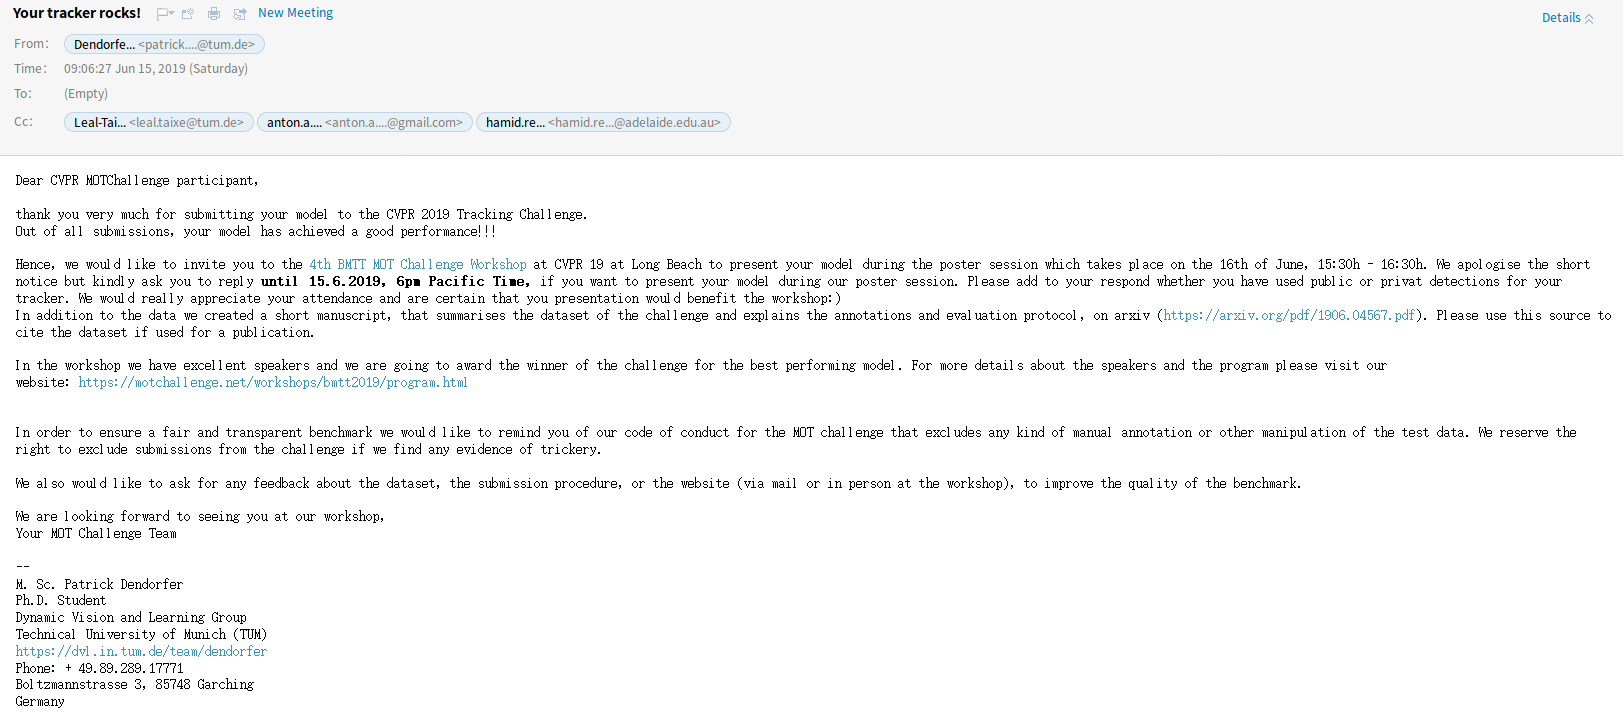 Your tracker rocks! New Meeting
Details
From: Dendorfe... <patrick....@tum.de>
Time: 09:06:27 Jun 15, 2019 (Saturday)
To: (Empty)
Cc: Leal-Tai... <leal.taixe@tum.de> anton.a.... <anton.a....@gmail.com> hamid.re... <hamid.re...@adelaide.edu.au>
Dear CVPR MOTChallenge participant,
thank you very much for submitting your model to the CVPR 2019 Tracking Challenge.
Out of all submissions, your model has achieved a good performance!!!
Hence, we would like to invite you to the 4th BMTT MOT Challenge Workshop at CVPR 19 at Long Beach to present your model during the poster session which takes place on the 16th of June, 15:30h - 16:30h. We apologise the short
notice but kindly ask you to reply until 15.6.2019, 6pm Pacific Time, if you want to present your model during our poster session. Please add to your respond whether you have used public or privat detections for your
tracker. We would really appreciate your attendance and are certain that you presentation would benefit the workshop:)
In addition to the data we created a short manuscript, that summarises the dataset of the challenge and explains the annotations and evaluation protocol, on arxiv (https://arxiv.org/pdf/1906.04567.pdf). Please use this source to
cite the dataset if used for a publication.
In the workshop we have excellent speakers and we are going to award the winner of the challenge for the best performing model. For more details about the speakers and the program please visit our
website: https://motchallenge.net/workshops/bmtt2019/program.html
In order to ensure a fair and transparent benchmark we would like to remind you of our code of conduct for the MOT challenge that excludes any kind of manual annotation or other manipulation of the test data. We reserve the
right to exclude submissions from the challenge if we find any evidence of trickery.
We also would like to ask for any feedback about the dataset, the submission procedure, or the website (via mail or in person at the workshop), to improve the quality of the benchmark.
We are looking forward to seeing you at our workshop,
Your MOT Challenge Team
--
M. Sc. Patrick Dendorfer
Ph.D. Student
Dynamic Vision and Learning Group
Technical University of Munich (TUM)
https://dvl.in.tum.de/team/dendorfer
Phone: + 49.89.289.17771
Boltzmannstrasse 3, 85748 Garching
Germany